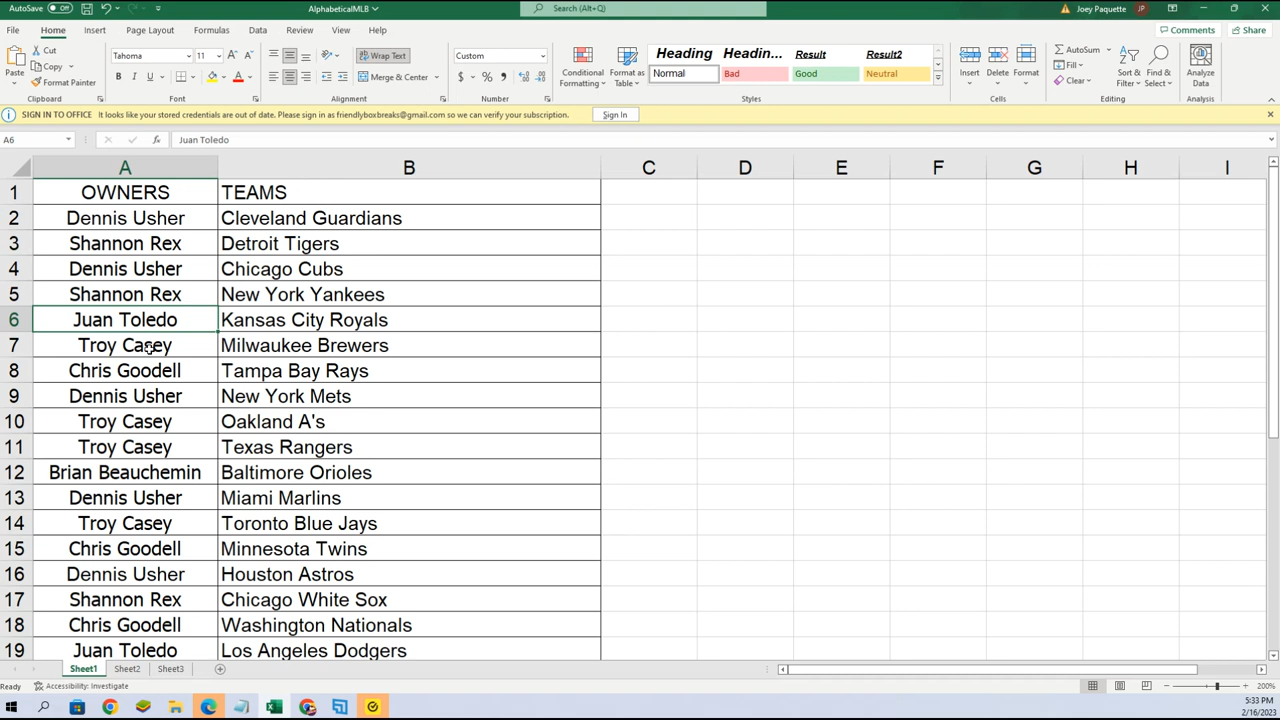 AutoSave Off AlphabeticalMLB Search (Alt+Q) Joey Paquette JP
File Home Insert Page Layout Formulas Data Review View Help Comments Share
Paste Cut Copy Format Painter Clipboard
Tahoma 11 B I U A Font
Wrap Text Merge & Center Alignment
Custom $ % Number
Conditional Formatting Format as Table
Heading Headin... Result Result2
Normal Bad Good Neutral
Styles
Insert Delete Format Cells
AutoSum Fill Clear Sort & Filter Find & Select Editing
Analyze Data Analysis
SIGN IN TO OFFICE It looks like your stored credentials are out of date. Please sign in as friendlyboxbreaks@gmail.com so we can verify your subscription. Sign In
A6 fx Juan Toledo
A B C D E F G H I
1 OWNERS TEAMS
2 Dennis Usher Cleveland Guardians
3 Shannon Rex Detroit Tigers
4 Dennis Usher Chicago Cubs
5 Shannon Rex New York Yankees
6 Juan Toledo Kansas City Royals
7 Troy Casey Milwaukee Brewers
8 Chris Goodell Tampa Bay Rays
9 Dennis Usher New York Mets
10 Troy Casey Oakland A's
11 Troy Casey Texas Rangers
12 Brian Beauchemin Baltimore Orioles
13 Dennis Usher Miami Marlins
14 Troy Casey Toronto Blue Jays
15 Chris Goodell Minnesota Twins
16 Dennis Usher Houston Astros
17 Shannon Rex Chicago White Sox
18 Chris Goodell Washington Nationals
19 Juan Toledo Los Angeles Dodgers
Sheet1 Sheet2 Sheet3
Ready Accessibility: Investigate 200%
5:33 PM
2/16/2023